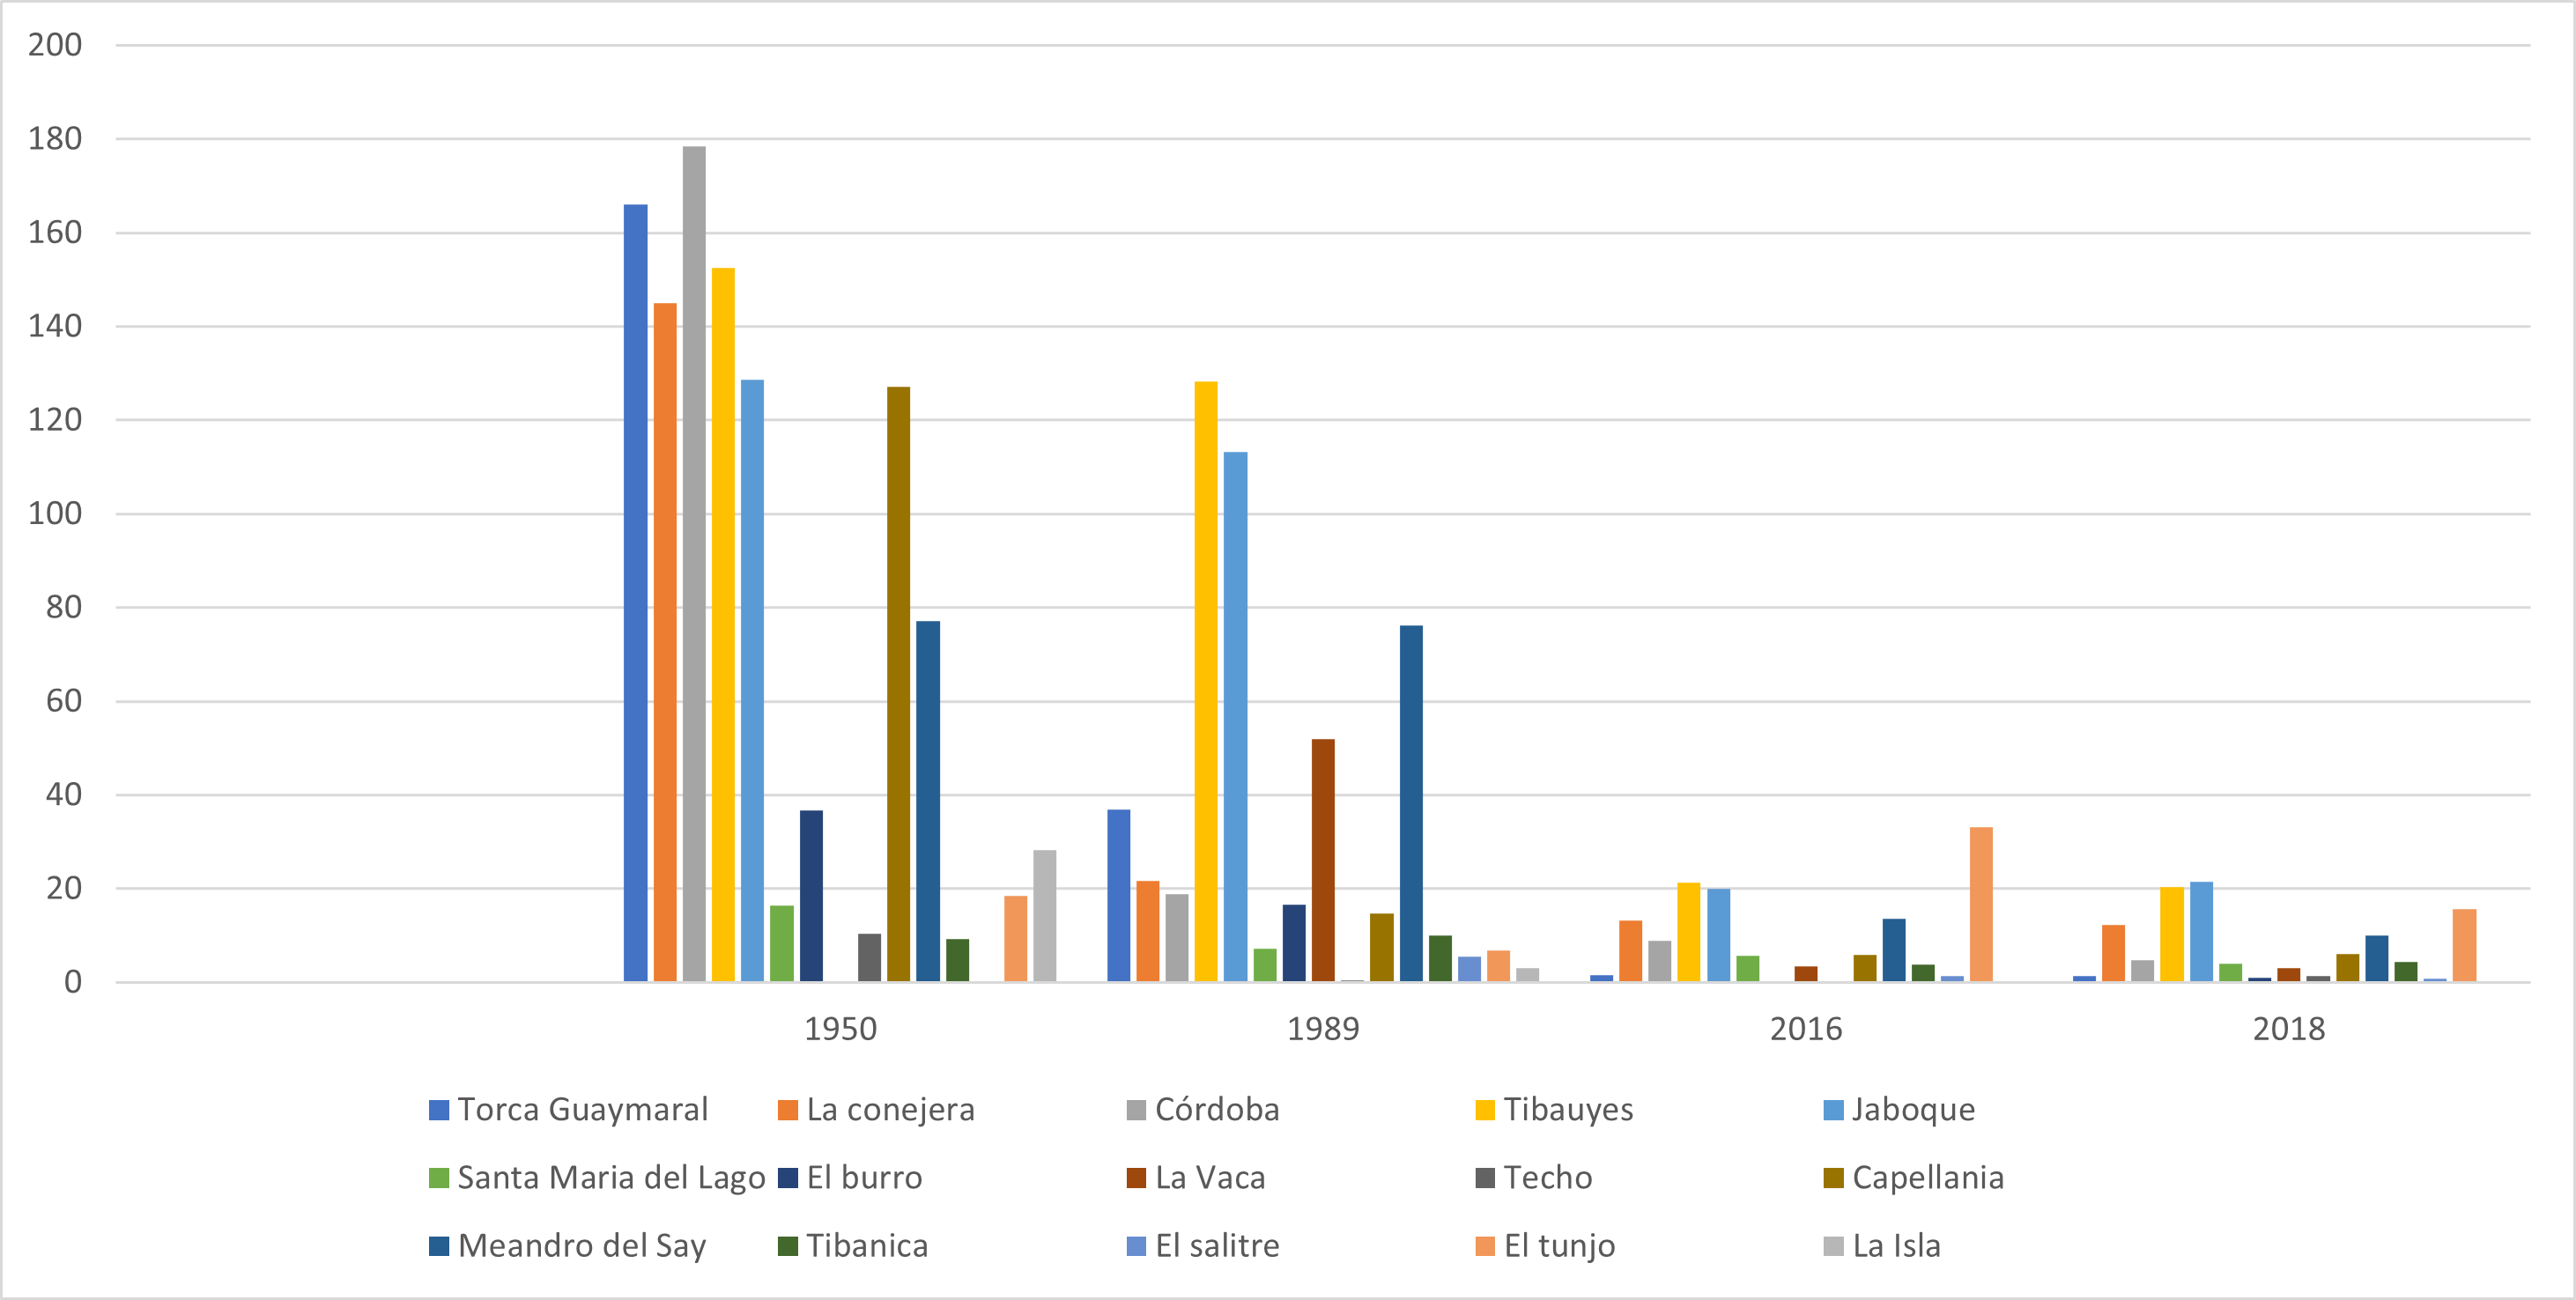 200
180
160
140
120
100
80
60
40
20
0
1950 1989 2016 2018
Torca Guaymaral La conejera Córdoba Tibauyes Jaboque
Santa Maria del Lago El burro La Vaca Techo Capellania
Meandro del Say Tibanica El salitre El tunjo La Isla